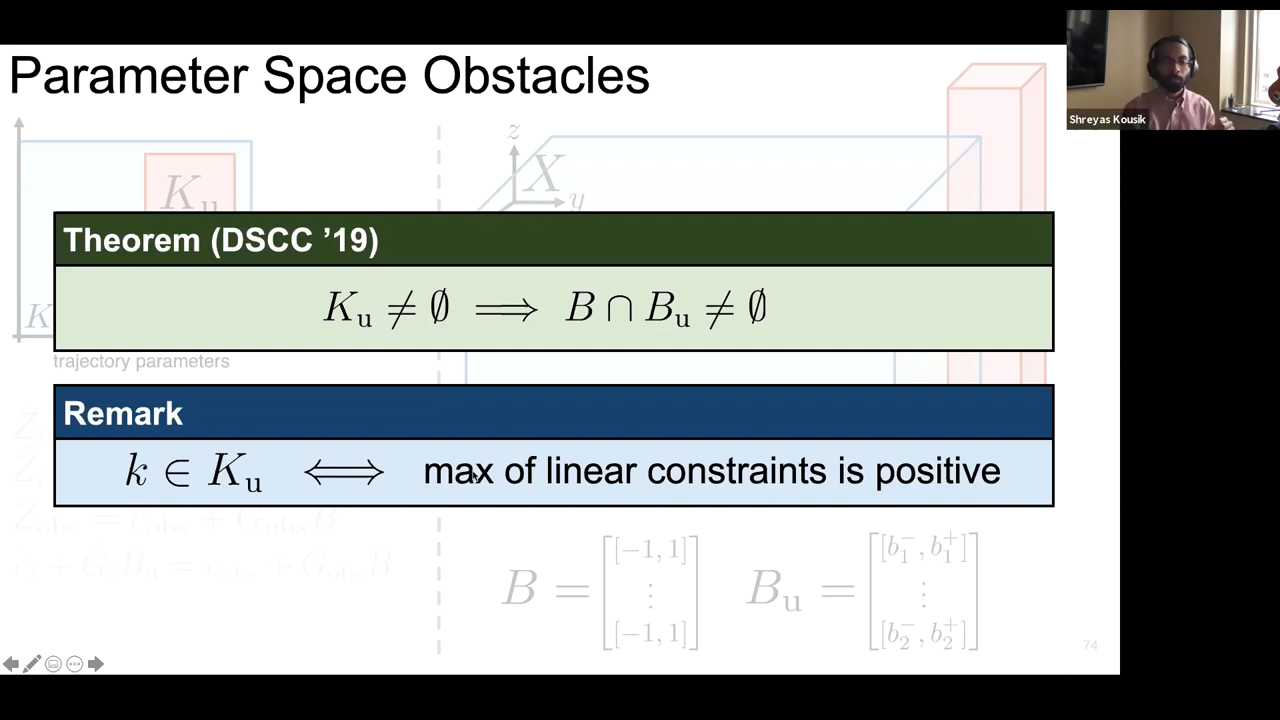 Parameter Space Obstacles
Shreyas Kousik
K_u
z
X
y
Theorem (DSCC ’19)
K_u ≠ ∅ ⟹ B ∩ B_u ≠ ∅
K
trajectory parameters
Remark
k ∈ K_u ⟺ max of linear constraints is positive
B = [[−1, 1] ⋮ [−1, 1]]
B_u = [[b_1^−, b_1^+] ⋮ [b_2^−, b_2^+]]
74